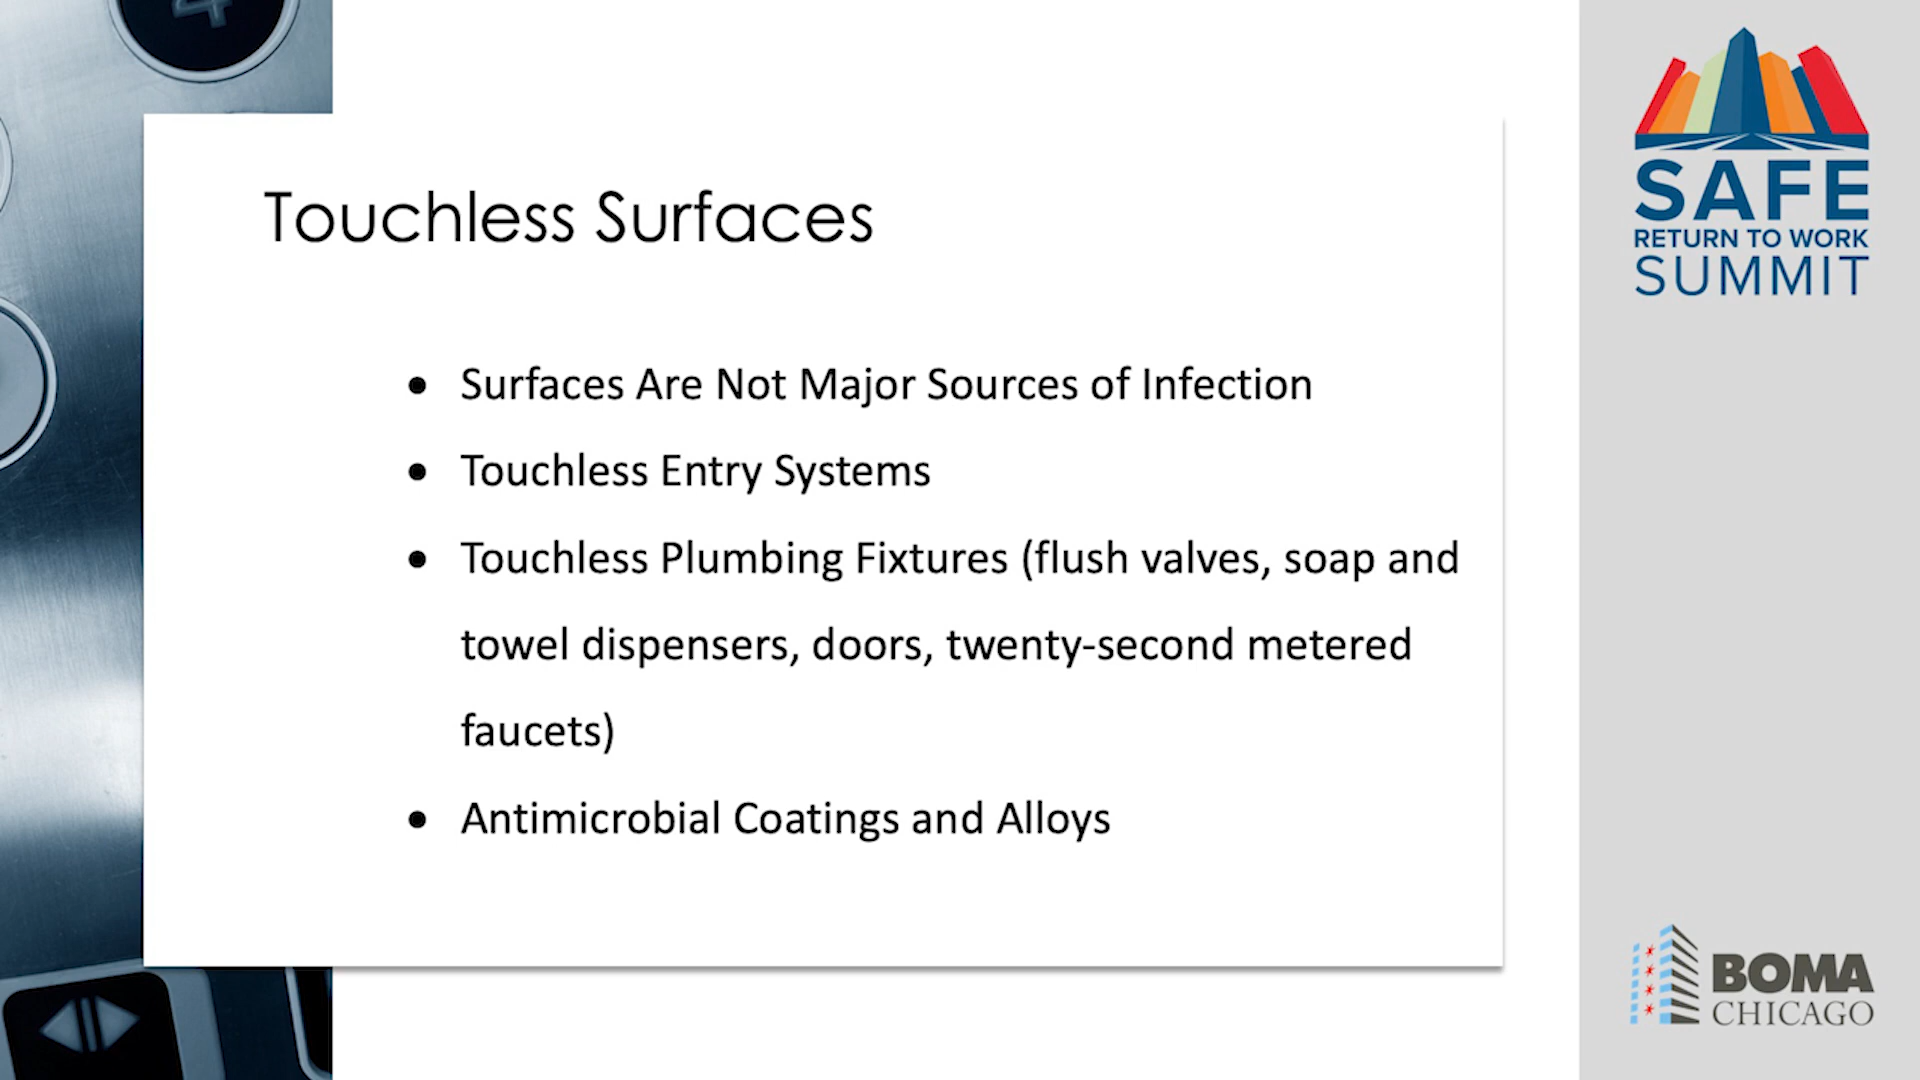 4
Touchless Surfaces
• Surfaces Are Not Major Sources of Infection
• Touchless Entry Systems
• Touchless Plumbing Fixtures (flush valves, soap and
towel dispensers, doors, twenty-second metered
faucets)
• Antimicrobial Coatings and Alloys
SAFE
RETURN TO WORK
SUMMIT
BOMA
CHICAGO